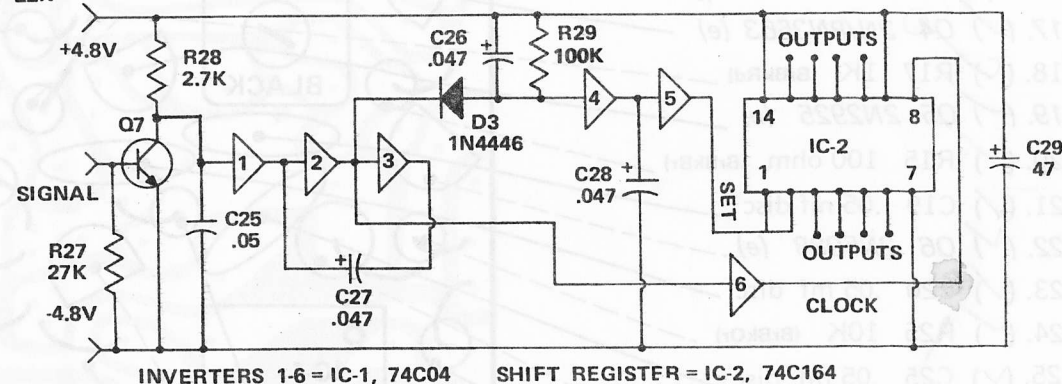 +4.8V
R28
2.7K
C26
.047
R29
100K
OUTPUTS
Q7
D3
1N4446
1
2
3
4
5
14
8
IC-2
1
7
C29
47
SIGNAL
C25
.05
C28
.047
SET
R27
27K
C27
.047
6
OUTPUTS
CLOCK
-4.8V
INVERTERS 1-6 = IC-1, 74C04 SHIFT REGISTER = IC-2, 74C164
BLACK